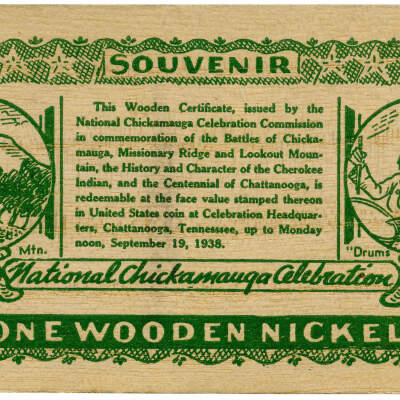 SOUVENIR
This Wooden Certificate, issued by the
National Chickamauga Celebration Commission
in commemoration of the Battles of Chicka-
mauga, Missionary Ridge and Lookout Moun-
tain, the History and Character of the Cherokee
Indian, and the Centennial of Chattanooga, is
redeemable at the face value stamped thereon
in United States coin at Celebration Headquar-
ters, Chattanooga, Tennessee, up to Monday
noon, September 19, 1938.
Mtn.
"Drums
National Chickamauga Celebration
ONE WOODEN NICKEL